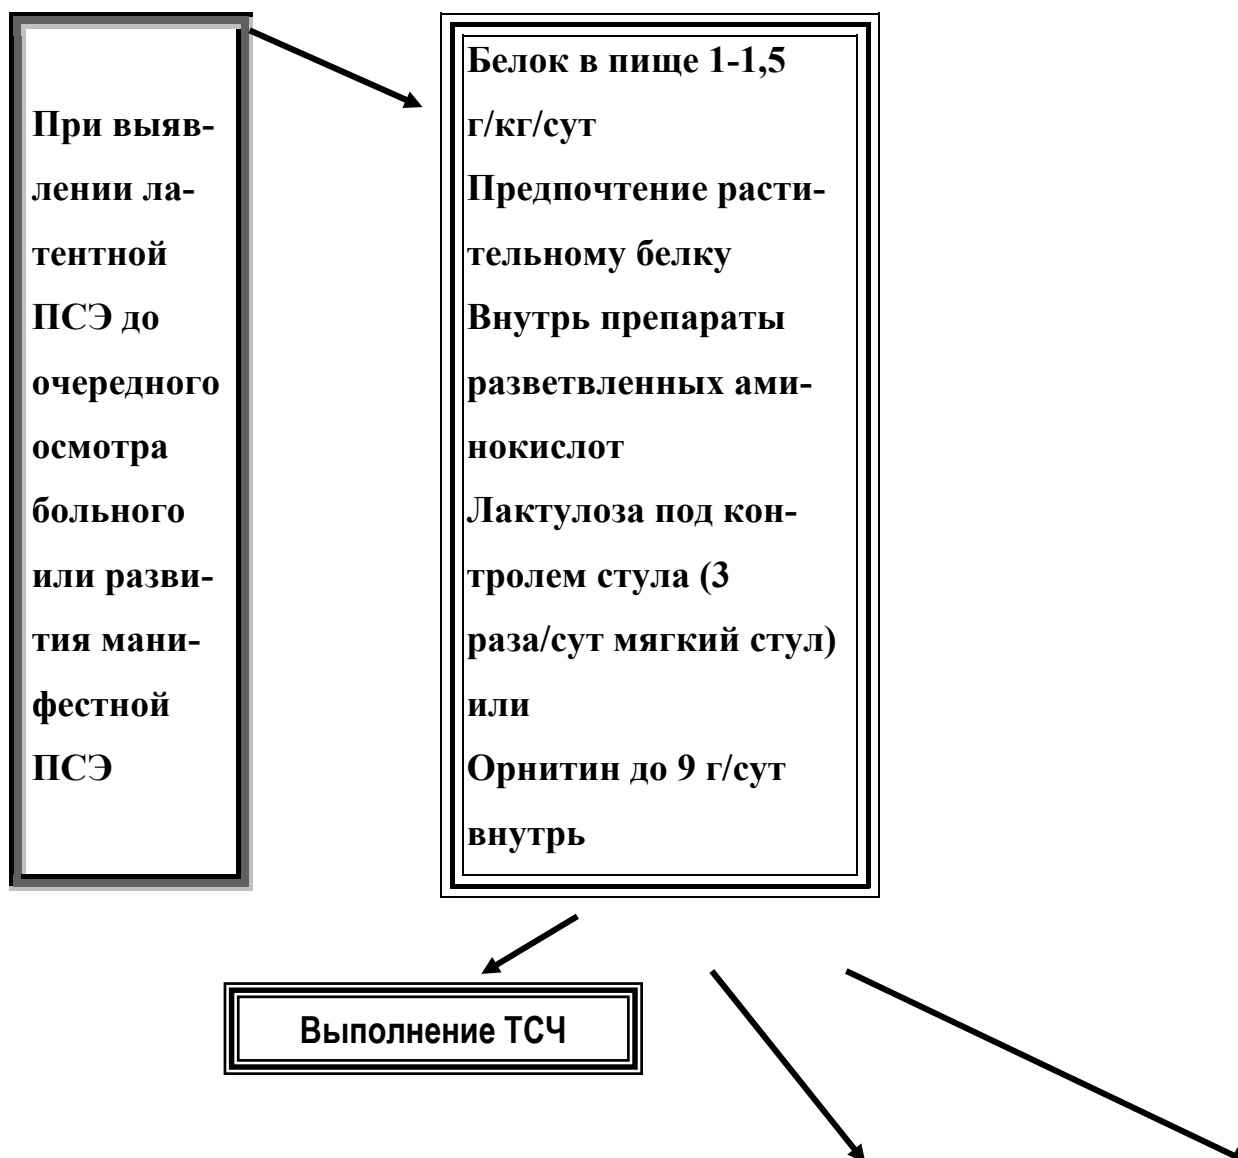 При выяв-
лении ла-
тентной
ПСЭ до
очередного
осмотра
больного
или разви-
тия мани-
фестной
ПСЭ
Белок в пище 1-1,5
г/кг/сут
Предпочтение расти-
тельному белку
Внутрь препараты
разветвленных ами-
нокислот
Лактулоза под кон-
тролем стула (3
раза/сут мягкий стул)
или
Орнитин до 9 г/сут
внутрь
Выполнение ТСЧ